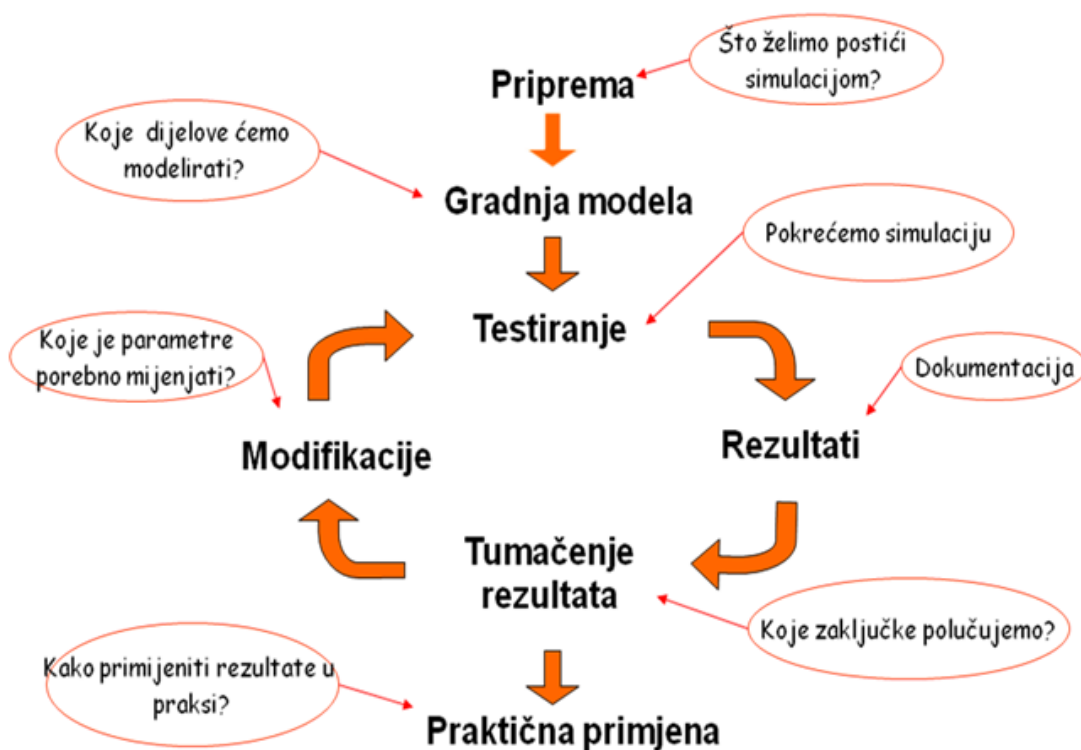 Što želimo postići
simulacijom?
Priprema
Koje dijelove ćemo
modelirati?
Gradnja modela
Pokrećemo simulaciju
Testiranje
Koje je parametre
porebno mijenjati?
Dokumentacija
Modifikacije
Rezultati
Tumačenje
rezultata
Koje zaključke polučujemo?
Kako primijeniti rezultate u
praksi?
Praktična primjena